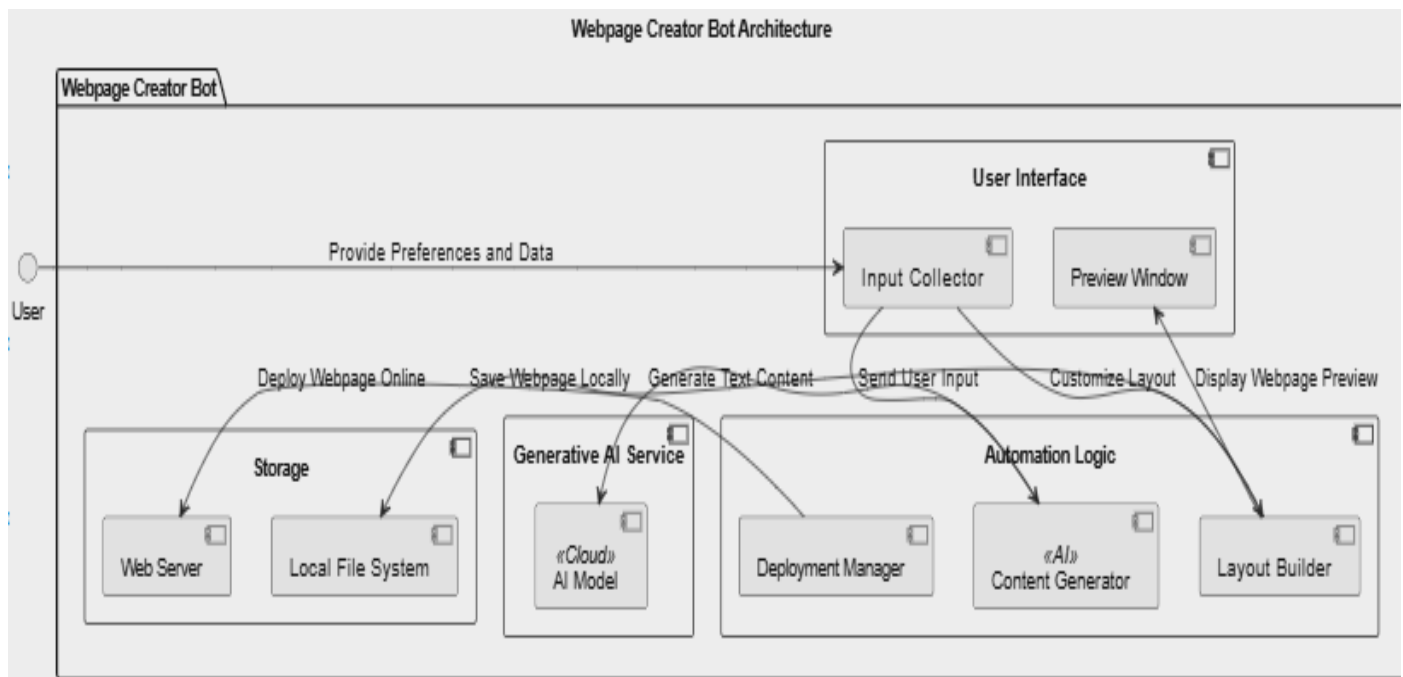 Webpage Creator Bot Architecture
Webpage Creator Bot
User Interface
Provide Preferences and Data
Input Collector
Preview Window
User
Deploy Webpage Online
Save Webpage Locally
Generate Text Content
Send User Input
Customize Layout
Display Webpage Preview
Storage
Generative AI Service
Automation Logic
Web Server
Local File System
«Cloud»
AI Model
Deployment Manager
«AI»
Content Generator
Layout Builder